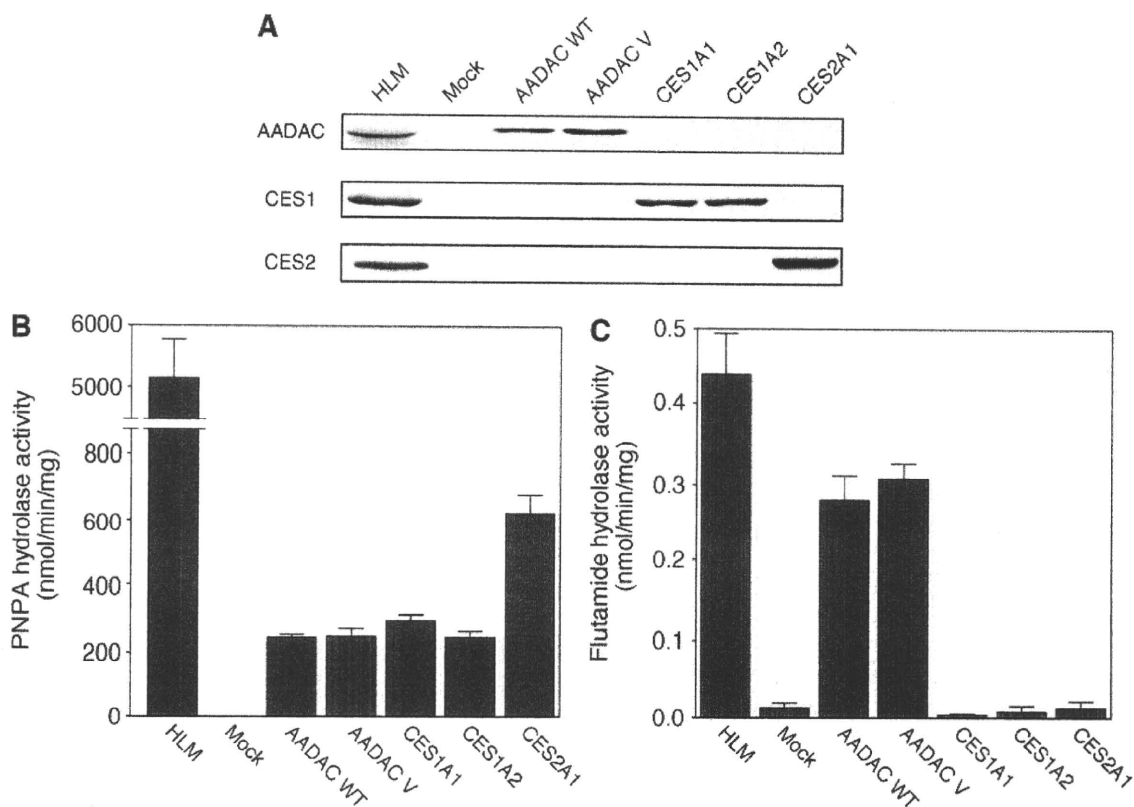 A
HLM
Mock
AADAC WT
AADAC V
CES1A1
CES1A2
CES2A1
AADAC
CES1
CES2
B
PNPA hydrolase activity
(nmol/min/mg)
6000
5000
800
600
400
200
0
HLM
Mock
AADAC WT
AADAC V
CES1A1
CES1A2
CES2A1
C
Flutamide hydrolase activity
(nmol/min/mg)
0.5
0.4
0.3
0.2
0.1
0.0
HLM
Mock
AADAC WT
AADAC V
CES1A1
CES1A2
CES2A1